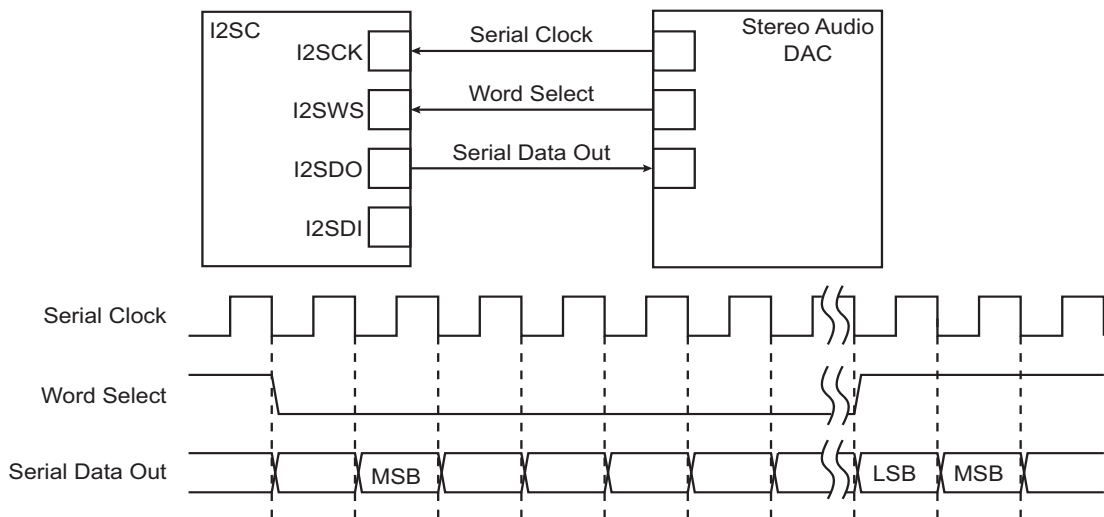 I2SC
Stereo Audio
DAC
I2SCK
Serial Clock
I2SWS
Word Select
I2SDO
Serial Data Out
I2SDI
Serial Clock
Word Select
Serial Data Out
MSB
LSB
MSB